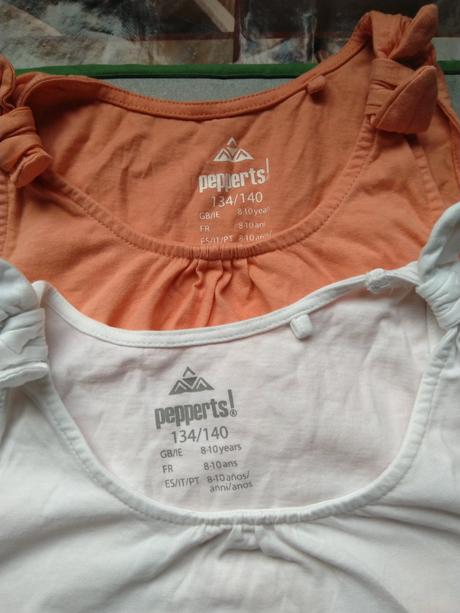 pepperts!
134/140
GB/IE 8-10 years
FR 8-10 ans
ES/IT/PT 8-10 años/
pepperts!®
134/140
GB/IE 8-10 years
FR 8-10 ans
ES/IT/PT 8-10 años/
anni/anos